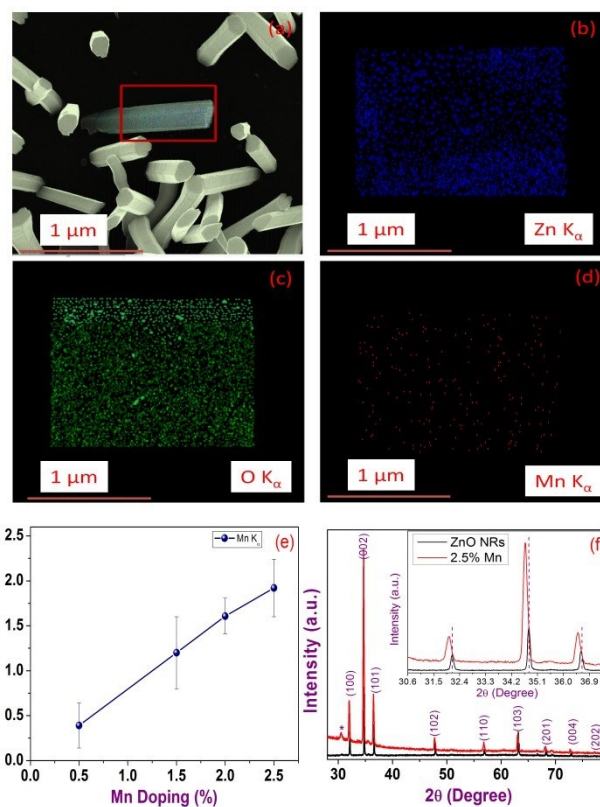 (a)
1 µm
(b)
1 µm
Zn Kα
(c)
1 µm
O Kα
(d)
1 µm
Mn Kα
(e)
Mn Kα
2.5
2.0
1.5
1.0
0.5
0.0
0.0 0.5 1.0 1.5 2.0 2.5
Mn Doping (%)
(f)
Intensity (a.u.)
(100)
(002)
(101)
(102)
(110)
(103)
(201)
(004)
(202)
*
30 40 50 60 70
2θ (Degree)
ZnO NRs
2.5% Mn
Intensity (a.u.)
30.6 31.5 32.4 33.3 34.2 35.1 36.0 36.9
2θ (Degree)